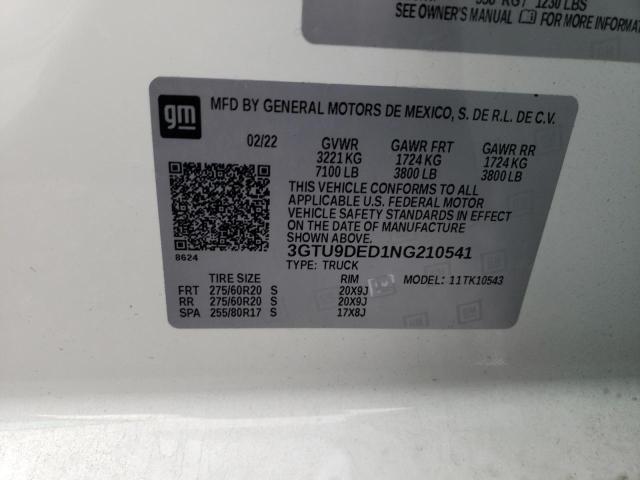 KG / 1230 LBS
SEE OWNER'S MANUAL FOR MORE
gm
MFD BY GENERAL MOTORS DE MEXICO, S. DE R.L. DE C.V.
02/22 GVWR GAWR FRT GAWR RR
3221 KG 1724 KG 1724 KG
7100 LB 3800 LB 3800 LB
THIS VEHICLE CONFORMS TO ALL
APPLICABLE U.S. FEDERAL MOTOR
VEHICLE SAFETY STANDARDS IN EFFECT
ON THE DATE OF MANUFACTURE
SHOWN ABOVE.
8624
3GTU9DED1NG210541
TYPE: TRUCK MODEL: 11TK10543
TIRE SIZE RIM
FRT 275/60R20 S 20X9J
RR 275/60R20 S 20X9J
SPA 255/80R17 S 17X8J